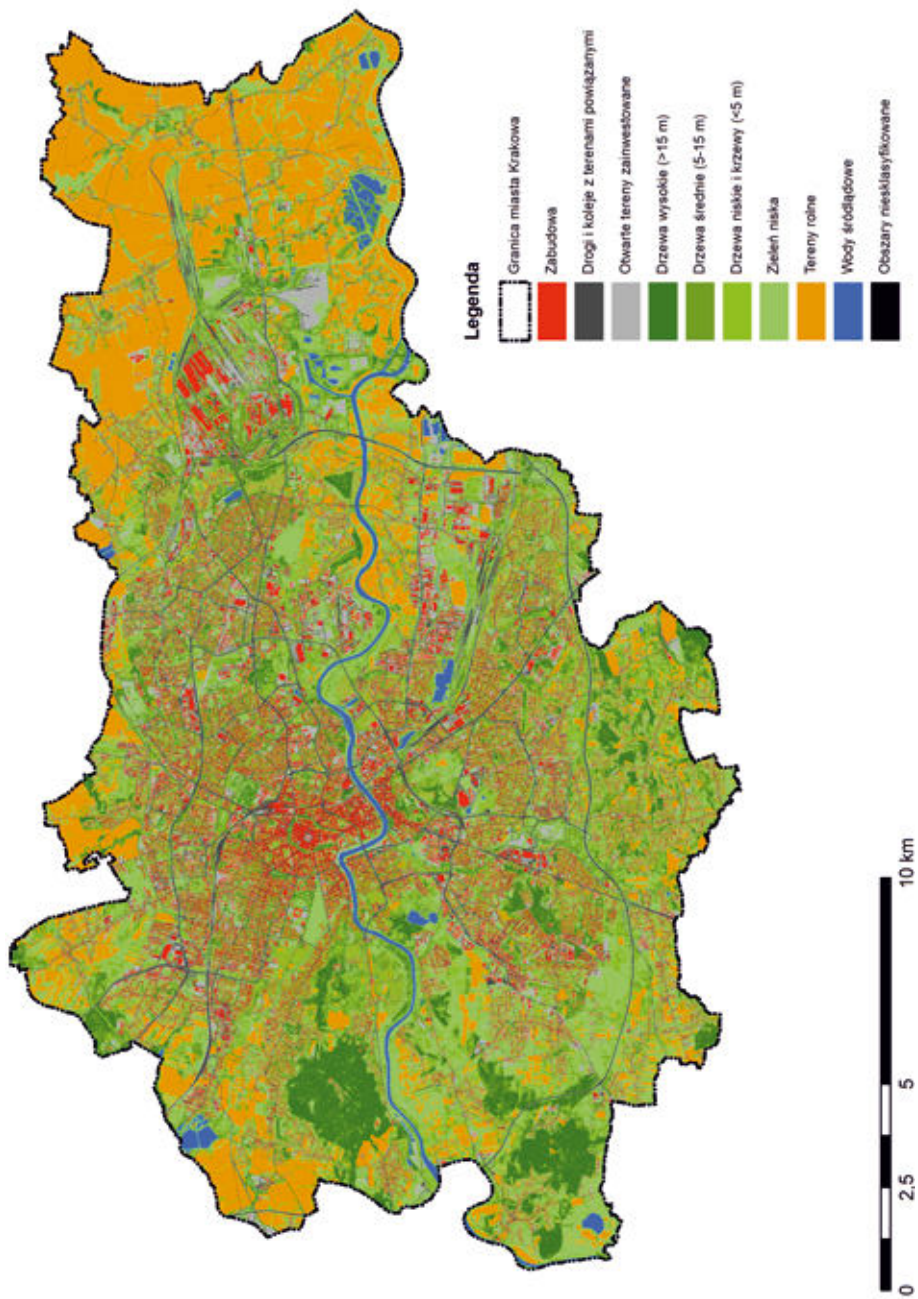 Legenda
Granica miasta Krakowa
Zabudowa
Drogi i koleje z terenami powiązanymi
Otwarte tereny zainwestowane
Drzewa wysokie (>15 m)
Drzewa średnie (5-15 m)
Drzewa niskie i krzewy (<5 m)
Zieleń niska
Tereny rolne
Wody śródlądowe
Obszary niesklasyfikowane
0 2,5 5 10 km